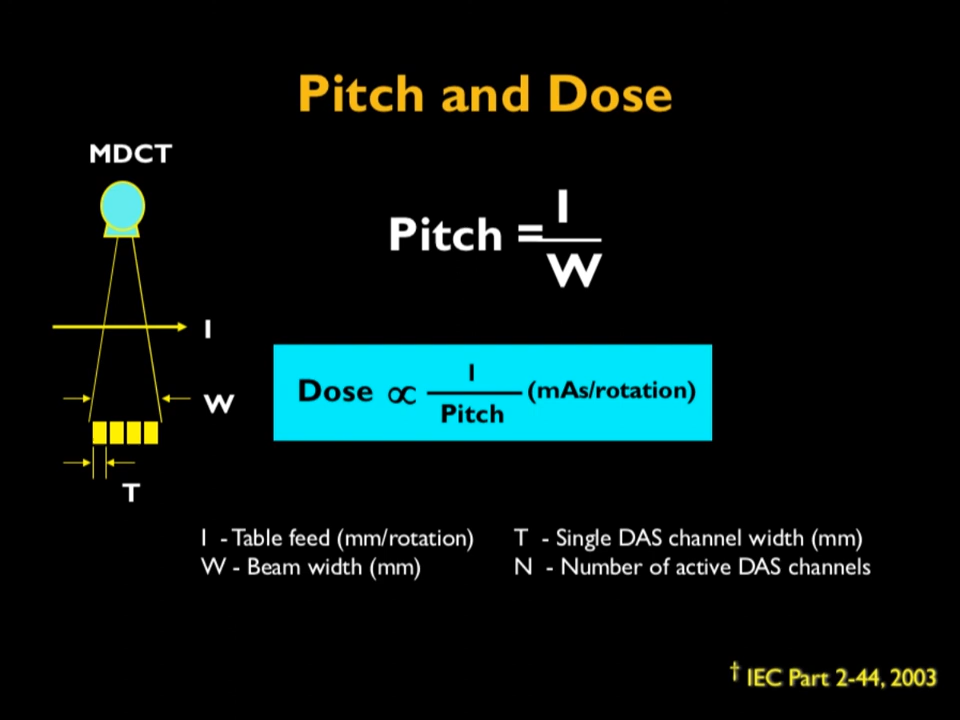 Pitch and Dose
MDCT
Pitch = I
W
I
W
T
Dose ∝ 1
Pitch
(mAs/rotation)
I - Table feed (mm/rotation)
W - Beam width (mm)
T - Single DAS channel width (mm)
N - Number of active DAS channels
† IEC Part 2-44, 2003